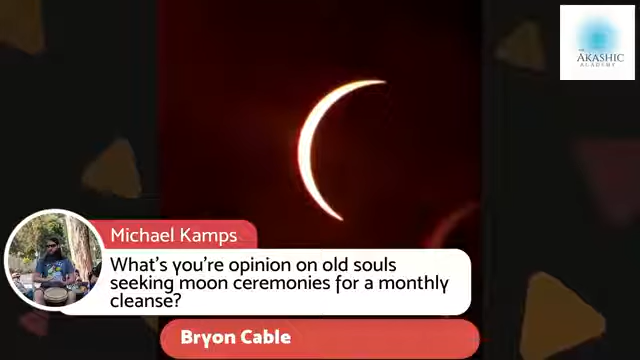 THE
AKASHIC
ACADEMY
Michael Kamps
What's you're opinion on old souls
seeking moon ceremonies for a monthly
cleanse?
Bryon Cable